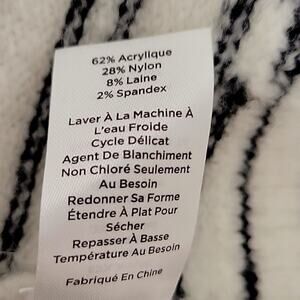 62% Acrylique
28% Nylon
8% Laine
2% Spandex
Laver À La Machine À
L'eau Froide
Cycle Délicat
Agent De Blanchiment
Non Chloré Seulement
Au Besoin
Redonner Sa Forme
Étendre À Plat Pour
Sécher
Repasser À Basse
Température Au Besoin
Fabriqué En Chine